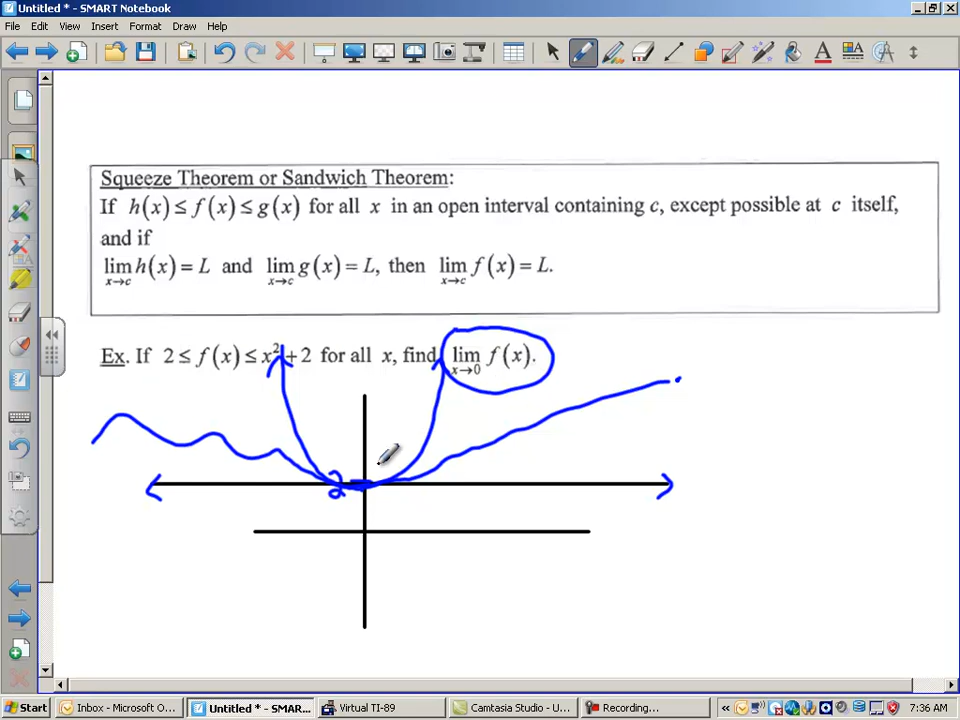 Untitled * - SMART Notebook
File Edit View Insert Format Draw Help
Squeeze Theorem or Sandwich Theorem:
If h(x) ≤ f(x) ≤ g(x) for all x in an open interval containing c, except possible at c itself,
and if
lim x→c h(x) = L and lim x→c g(x) = L, then lim x→c f(x) = L.
Ex. If 2 ≤ f(x) ≤ x² + 2 for all x, find lim x→0 f(x).
2
Start Inbox - Microsoft O... Untitled * - SMAR... Virtual TI-89 Camtasia Studio - U... Recording... 7:36 AM